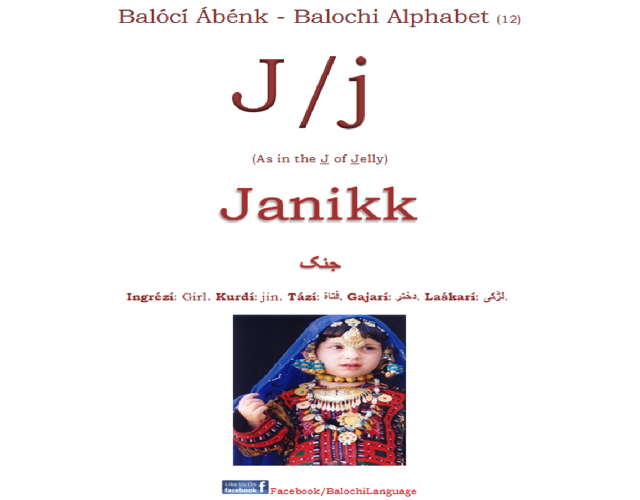 Balócí Ábénk - Balochi Alphabet (12)
J/j
(As in the J of Jelly)
Janikk
جنک
Ingrézí: Girl, Kurdí: jin, Tází: فتاة, Gajarí: دختر, Laškarí: لڑکی.
Like Us On
facebook f Facebook/BalochiLanguage